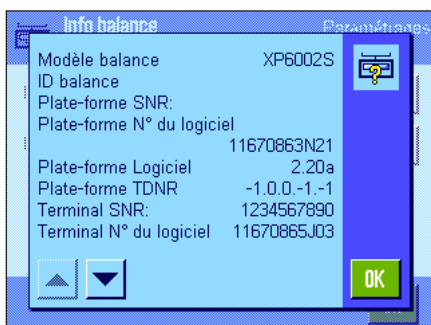 Info balance Paramétrages
Modèle balance XP6002S
ID balance
Plate-forme SNR:
Plate-forme N° du logiciel
11670863N21
Plate-forme Logiciel 2.20a
Plate-forme TDNR -1.0.0.-1.-1
Terminal SNR: 1234567890
Terminal N° du logiciel 11670865J03
OK